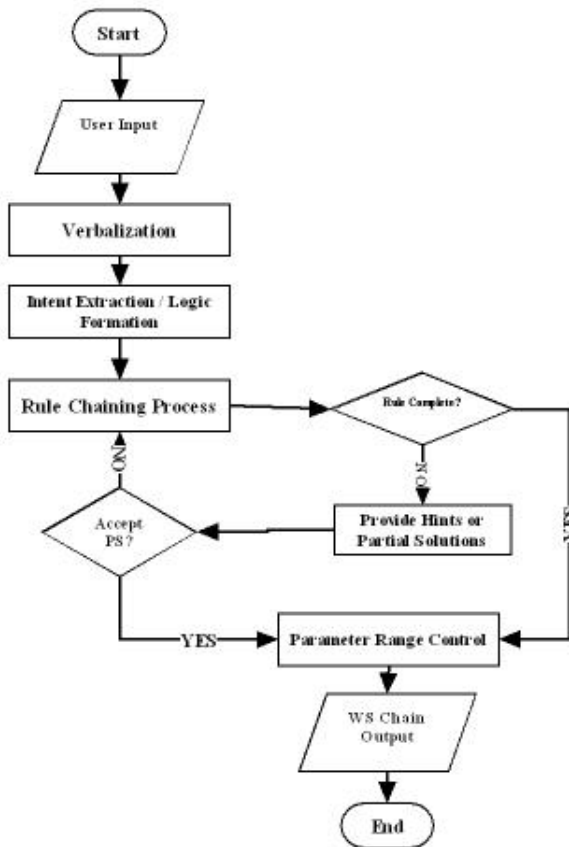 Start
User Input
Verbalization
Intent Extraction / Logic
Formation
Rule Chaining Process
Rule Complete?
NO
NO
Accept
PS?
Provide Hints or
Partial Solutions
YES
YES
Parameter Range Control
WS Chain
Output
End